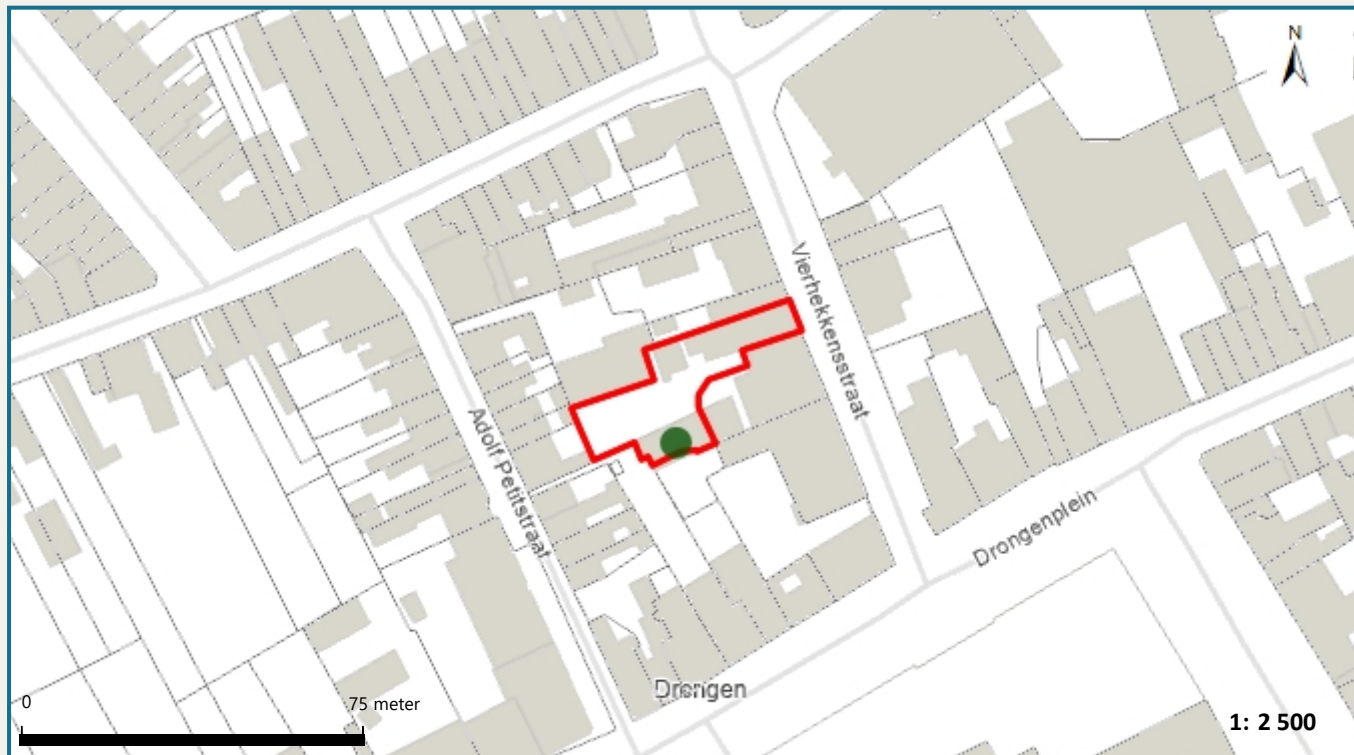 N
Vierhekkensstraat
Adolf Petitstraat
Drongenplein
Drongen
0
75 meter
1: 2 500